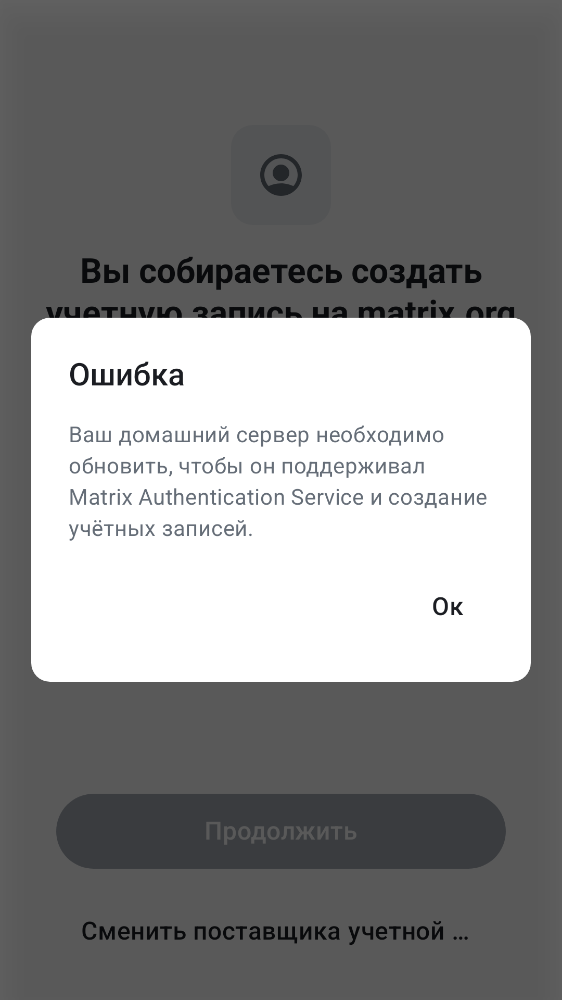 Вы собираетесь создать
учетную запись на matrix.org
Ошибка
Ваш домашний сервер необходимо
обновить, чтобы он поддерживал
Matrix Authentication Service и создание
учётных записей.
Ок
Продолжить
Сменить поставщика учетной ...